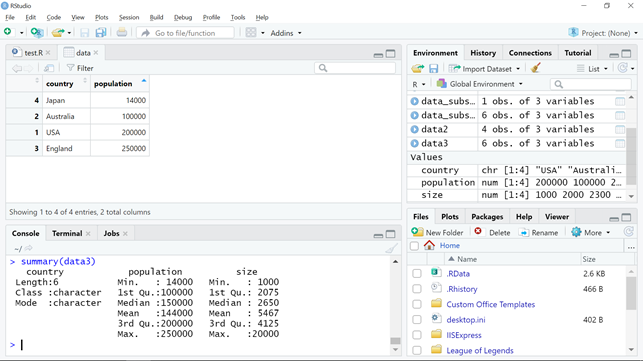 RStudio
File Edit Code View Plots Session Build Debug Profile Tools Help
Go to file/function Addins Project: (None)
test.R data
Filter
country population
4 Japan 14000
2 Australia 100000
1 USA 200000
3 England 250000
Showing 1 to 4 of 4 entries, 2 total columns
Console Terminal Jobs
~/
> summary(data3)
country population size
Length:6 Min. : 14000 Min. : 1000
Class :character 1st Qu.:100000 1st Qu.: 2075
Mode :character Median :150000 Median : 2650
Mean :144000 Mean : 5467
3rd Qu.:200000 3rd Qu.: 4125
Max. :250000 Max. :20000
>
Environment History Connections Tutorial
Import Dataset List
R Global Environment
data_subs… 1 obs. of 3 variables
data_subs… 6 obs. of 3 variables
data2 4 obs. of 3 variables
data3 6 obs. of 3 variables
Values
country chr [1:4] "USA" "Australi…
population num [1:4] 200000 100000 2…
size num [1:4] 1000 2000 2300 …
Files Plots Packages Help Viewer
New Folder Delete Rename More
Home ...
Name Size
.RData 2.6 KB
.Rhistory 466 B
Custom Office Templates
desktop.ini 402 B
IISExpress
League of Legends